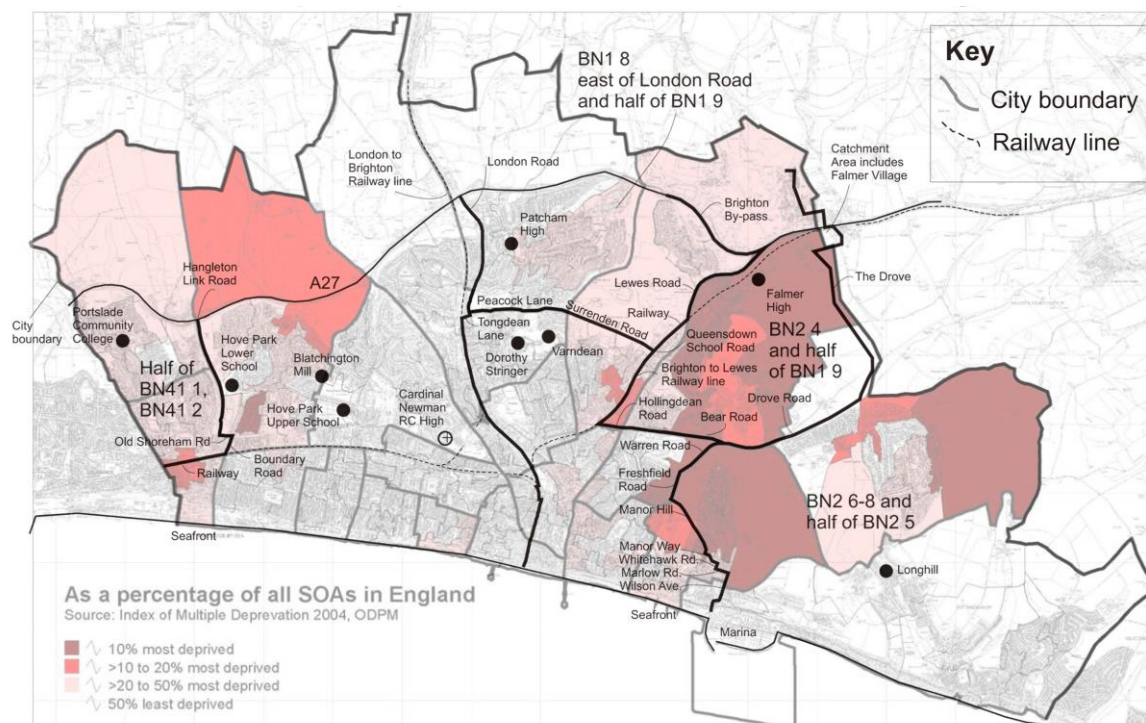 BN1 8
east of London Road
and half of BN1 9
Key
City boundary
Railway line
London to
Brighton
Railway line
London Road
Catchment
Area includes
Falmer Village
Patcham
High
Brighton
By-pass
Hangleton
Link Road
A27
Lewes Road
Falmer
High
The Drove
City
boundary
Portslade
Community
College
Peacock Lane
Surrenden Road
Railway
Hove Park
Lower
School
Blatchington
Mill
Tongdean
Lane
Dorothy
Stringer
Varndean
Queensdown
School Road
BN2 4
and half
of BN1 9
Half of
BN41 1,
BN41 2
Cardinal
Newman
RC High
Brighton to Lewes
Railway line
Hollingdean
Road
Drove Road
Bear Road
Hove Park
Upper School
Old Shoreham Rd
Railway
Boundary
Road
Warren Road
Freshfield
Road
BN2 6-8 and
half of BN2 5
Manor Hill
Seafront
Manor Way
Whitehawk Rd.
Marlow Rd.
Wilson Ave.
Longhill
Seafront
Marina
As a percentage of all SOAs in England
Source: Index of Multiple Deprevation 2004, ODPM
10% most deprived
>10 to 20% most deprived
>20 to 50% most deprived
50% least deprived